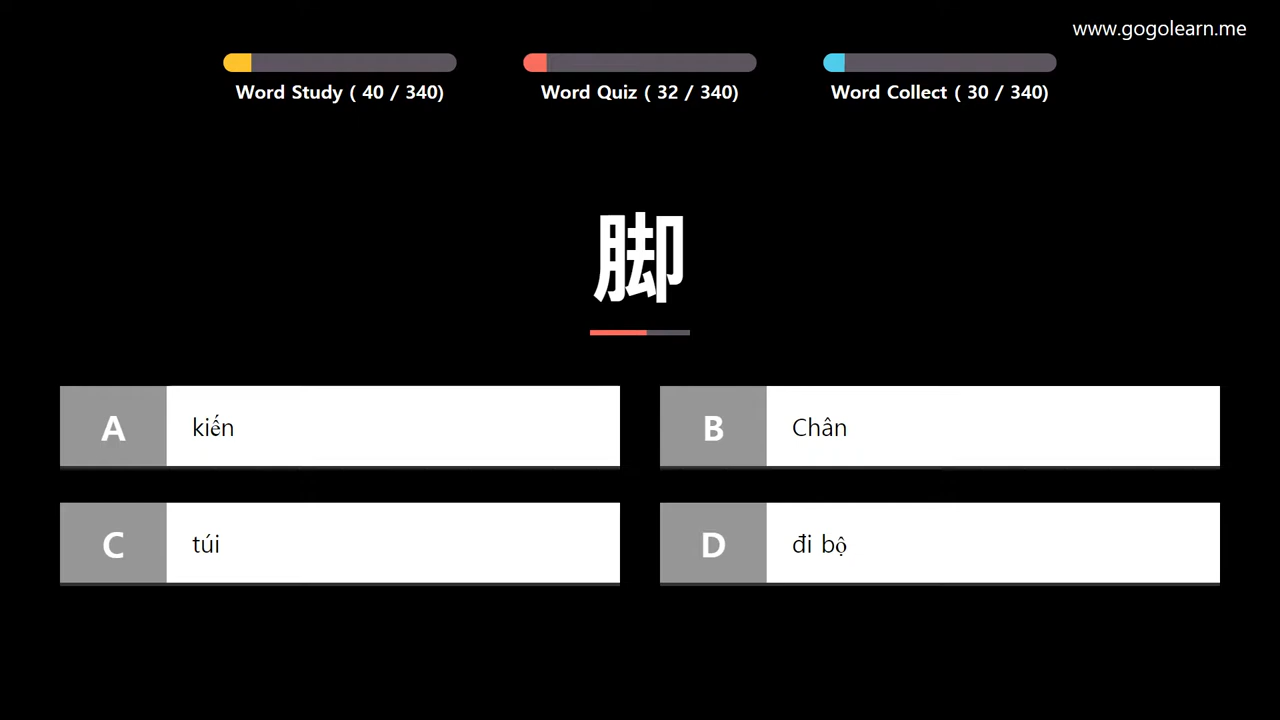 www.gogolearn.me
Word Study ( 40 / 340)
Word Quiz ( 32 / 340)
Word Collect ( 30 / 340)
脚
A kiến
B Chân
C túi
D đi bộ